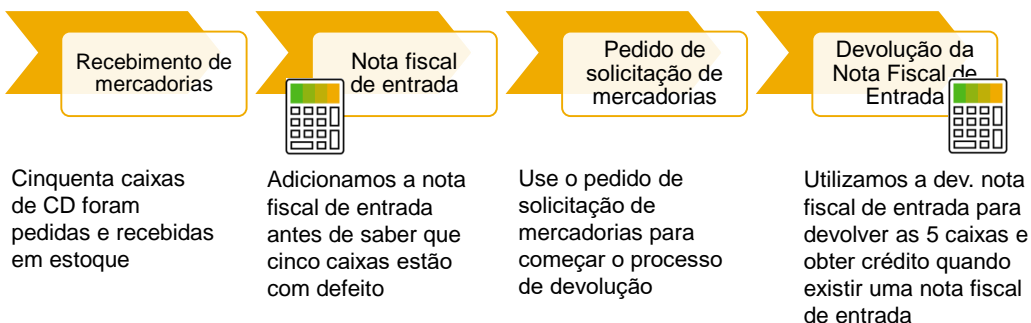 Recebimento de
mercadorias
Nota fiscal
de entrada
Pedido de
solicitação de
mercadorias
Devolução da
Nota Fiscal de
Entrada
Cinquenta caixas
de CD foram
pedidas e recebidas
em estoque
Adicionamos a nota
fiscal de entrada
antes de saber que
cinco caixas estão
com defeito
Use o pedido de
solicitação de
mercadorias para
começar o processo
de devolução
Utilizamos a dev. nota
fiscal de entrada para
devolver as 5 caixas e
obter crédito quando
existir uma nota fiscal
de entrada